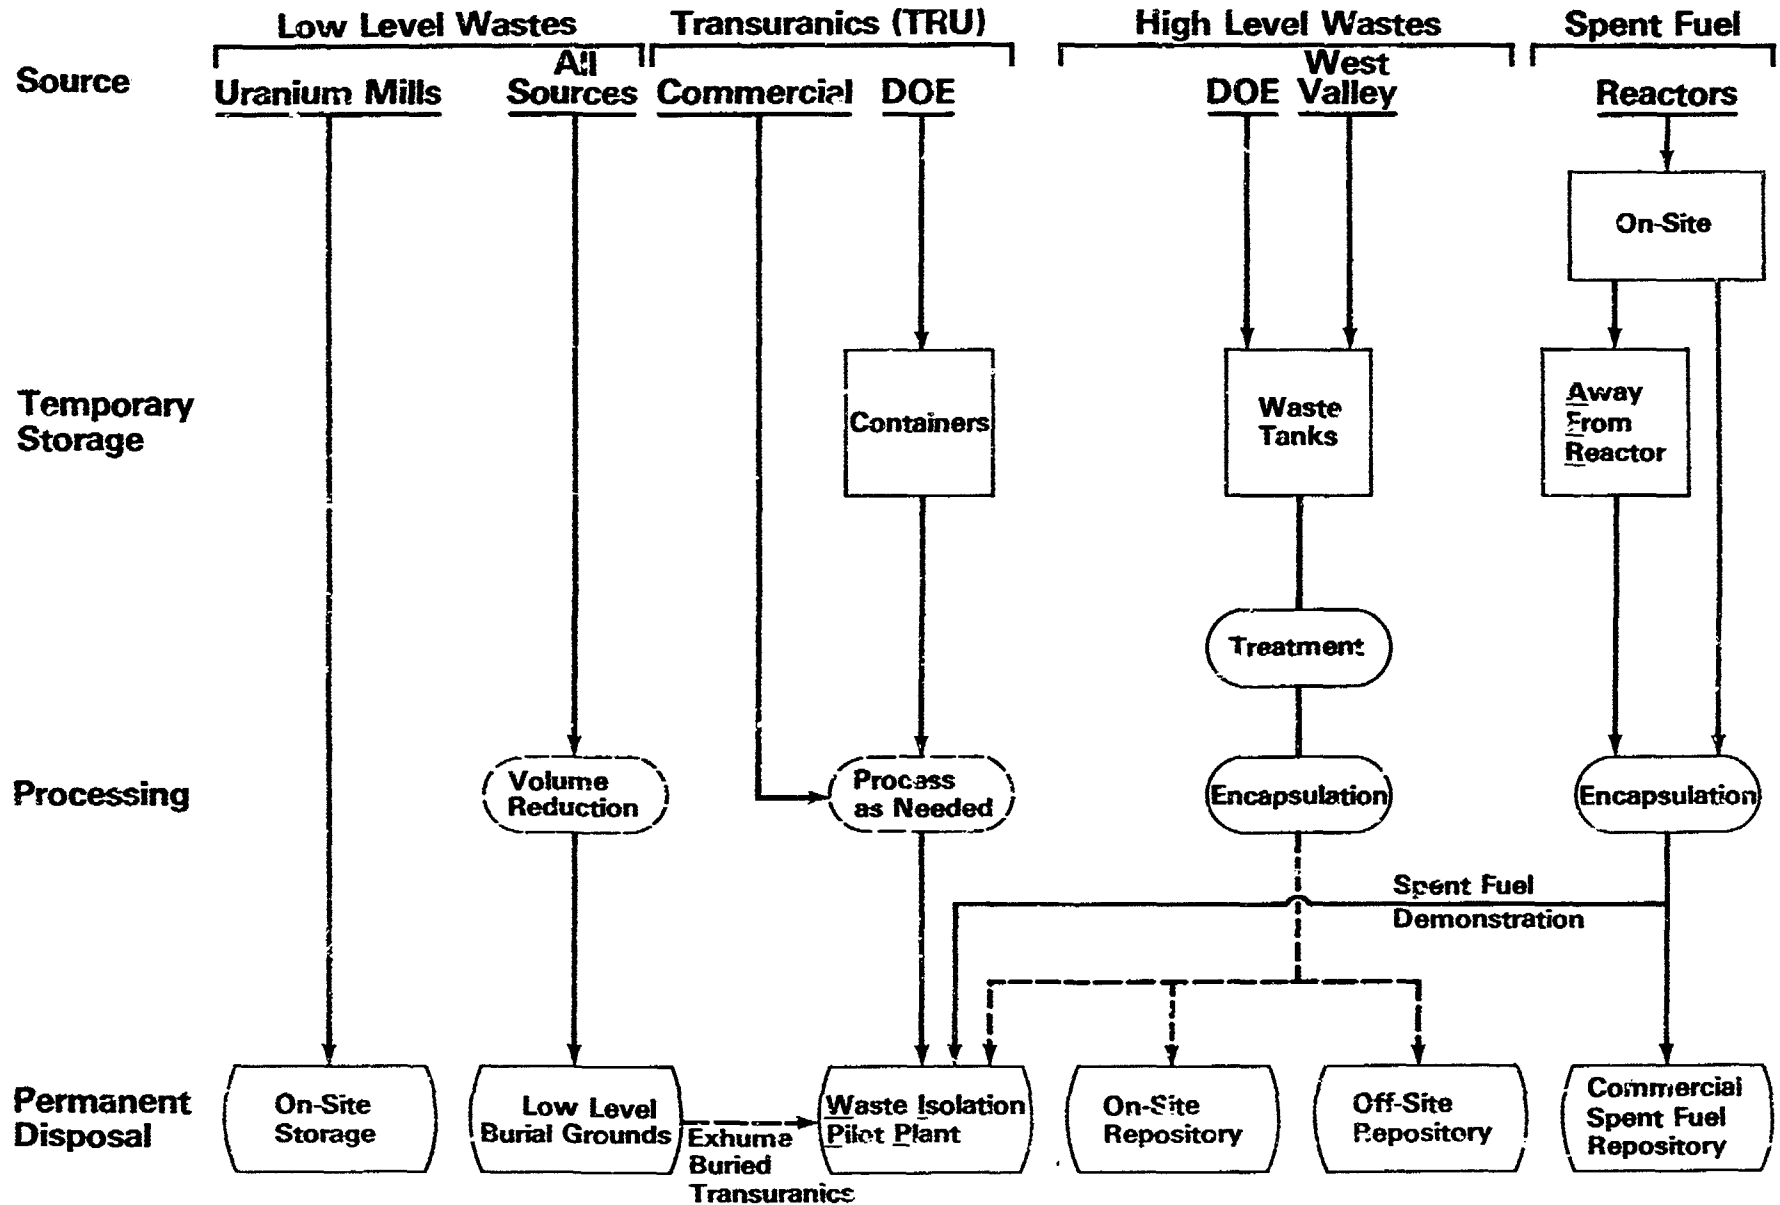 Low Level Wastes
Transuranics (TRU)
High Level Wastes
Spent Fuel
Source
Uranium Mills
All
Sources
Commercial
DOE
DOE
West
Valley
Reactors
On-Site
Temporary
Storage
Containers
Waste
Tanks
Away
From
Reactor
Treatment
Processing
Volume
Reduction
Process
as Needed
Encapsulation
Encapsulation
Spent Fuel
Demonstration
Permanent
Disposal
On-Site
Storage
Low Level
Burial Grounds
Exhume
Buried
Transuranics
Waste Isolation
Pilot Plant
On-Site
Repository
Off-Site
Repository
Commercial
Spent Fuel
Repository